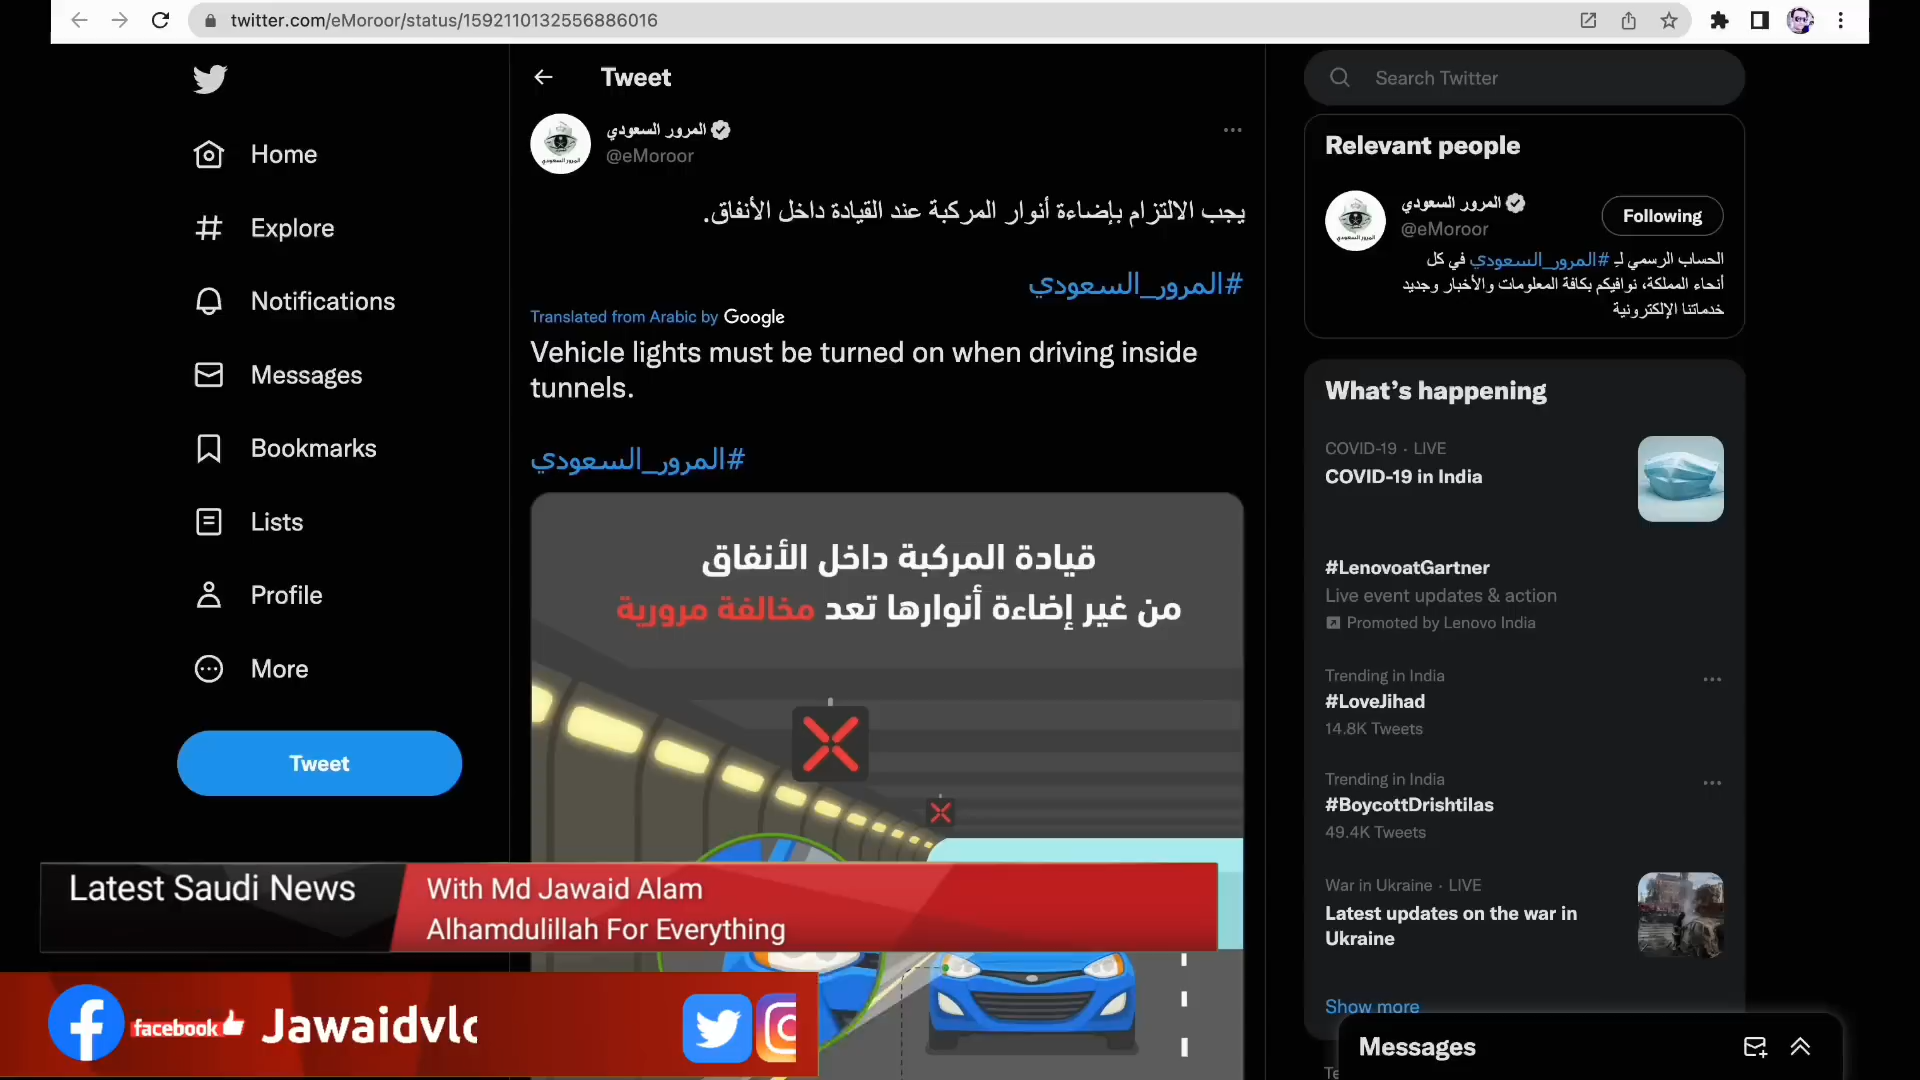 twitter.com/eMoroor/status/1592110132556886016
Home
Explore
Notifications
Messages
Bookmarks
Lists
Profile
More
Tweet
Tweet
المرور السعودي
@eMoroor
يجب الالتزام بإضاءة أنوار المركبة عند القيادة داخل الأنفاق.
#المرور_السعودي
Translated from Arabic by Google
Vehicle lights must be turned on when driving inside
tunnels.
#المرور_السعودي
قيادة المركبة داخل الأنفاق
من غير إضاءة أنوارها تعد مخالفة مرورية
Search Twitter
Relevant people
المرور السعودي
@eMoroor
Following
الحساب الرسمي لـِ #المرور_السعودي في كل
أنحاء المملكة، نوافيكم بكافة المعلومات والأخبار وجديد
خدماتنا الإلكترونية
What's happening
COVID-19 · LIVE
COVID-19 in India
#LenovoatGartner
Live event updates & action
Promoted by Lenovo India
Trending in India
#LoveJihad
14.8K Tweets
Trending in India
#BoycottDrishtiIas
49.4K Tweets
War in Ukraine · LIVE
Latest updates on the war in
Ukraine
Show more
Messages
Latest Saudi News
With Md Jawaid Alam
Alhamdulillah For Everything
facebook
Jawaidvlo